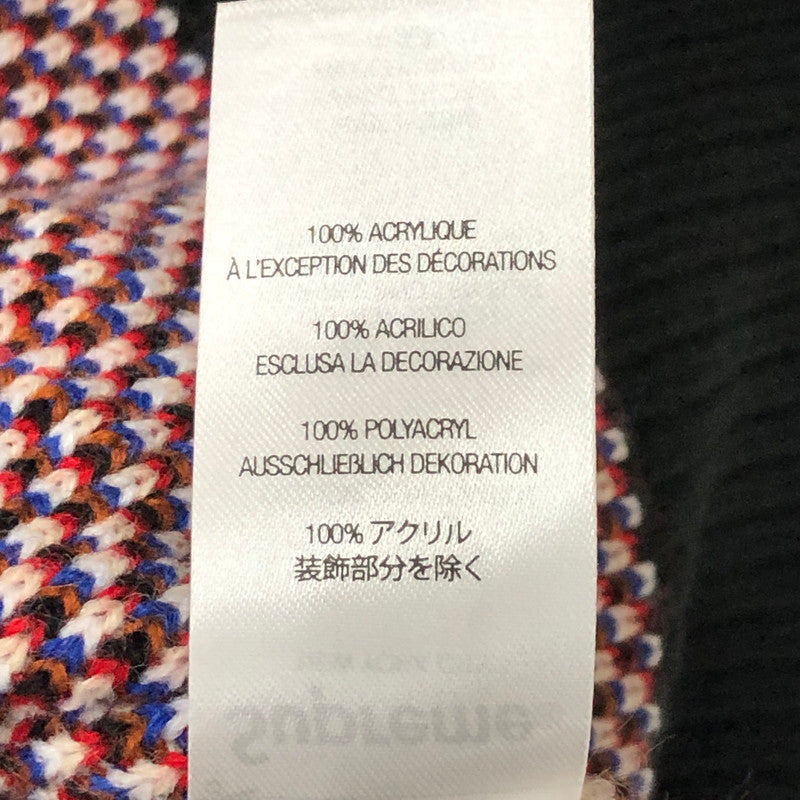 100% ACRYLIQUE
À L'EXCEPTION DES DÉCORATIONS
100% ACRILICO
ESCLUSA LA DECORAZIONE
100% POLYACRYL
AUSSCHLIEßLICH DEKORATION
100% アクリル
装飾部分を除く
Supreme